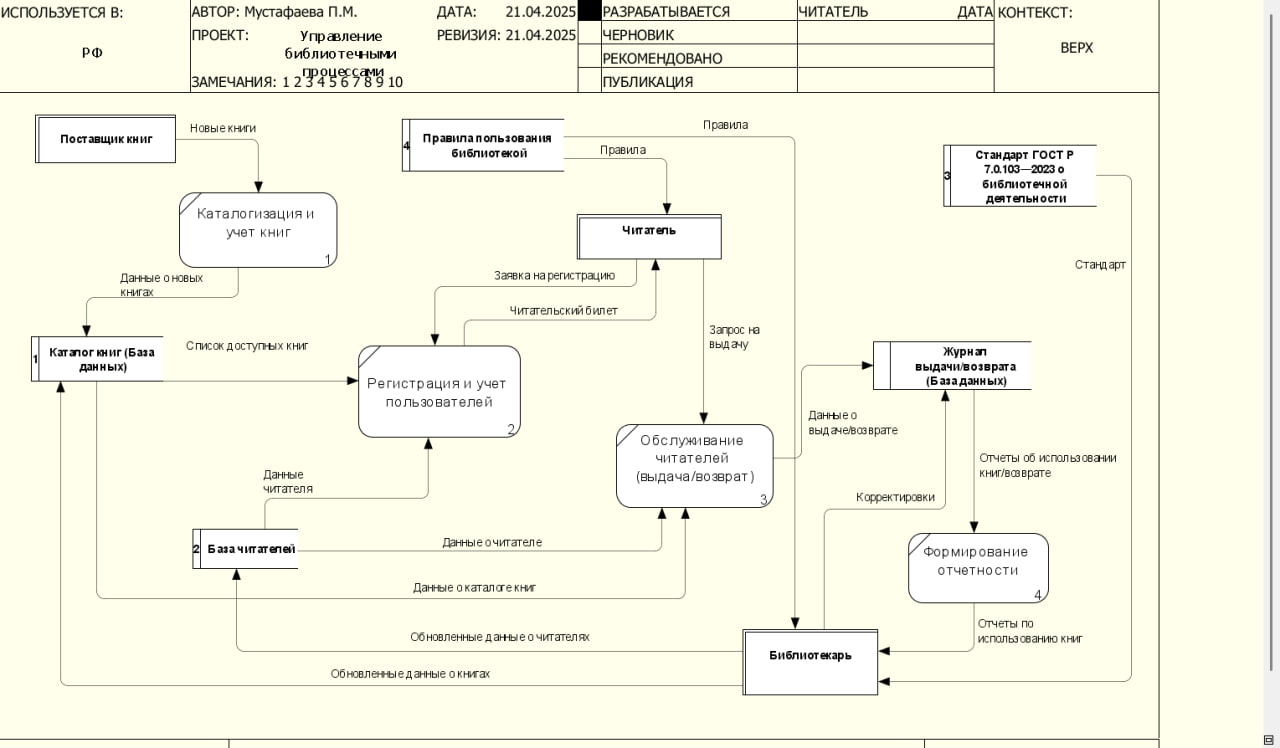 ИСПОЛЬЗУЕТСЯ В:
РФ
АВТОР: Мустафаева П.М.
ДАТА: 21.04.2025
ПРОЕКТ: Управление
библиотечными
процессами
РЕВИЗИЯ: 21.04.2025
ЗАМЕЧАНИЯ: 1 2 3 4 5 6 7 8 9 10
РАЗРАБАТЫВАЕТСЯ
ЧЕРНОВИК
РЕКОМЕНДОВАНО
ПУБЛИКАЦИЯ
ЧИТАТЕЛЬ
ДАТА
КОНТЕКСТ:
ВЕРХ
Поставщик книг
Новые книги
4
Правила пользования
библиотекой
Правила
Правила
3
Стандарт ГОСТ Р
7.0.103—2023 о
библиотечной
деятельности
Каталогизация и
учет книг
1
Читатель
Стандарт
Данные о новых
книгах
Заявка на регистрацию
Читательский билет
Запрос на
выдачу
1
Каталог книг (База
данных)
Список доступных книг
Регистрация и учет
пользователей
2
Журнал
выдачи/возврата
(База данных)
Данные о
выдаче/возврате
Обслуживание
читателей
(выдача/возврат)
3
Отчеты об использовании
книг/возврате
Данные
читателя
Корректировки
2
База читателей
Данные о читателе
Формирование
отчетности
4
Данные о каталоге книг
Отчеты по
использованию книг
Обновленные данные о читателях
Библиотекарь
Обновленные данные о книгах